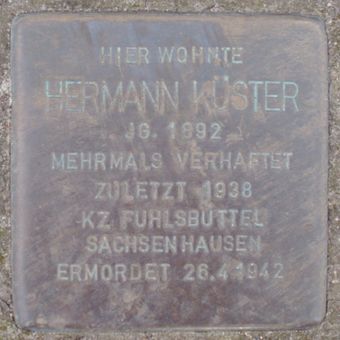 HIER WOHNTE
HERMANN KÜSTER
JG. 1892
MEHRMALS VERHAFTET
ZULETZT 1938
KZ FUHLSBÜTTEL
SACHSENHAUSEN
ERMORDET 26.4.1942